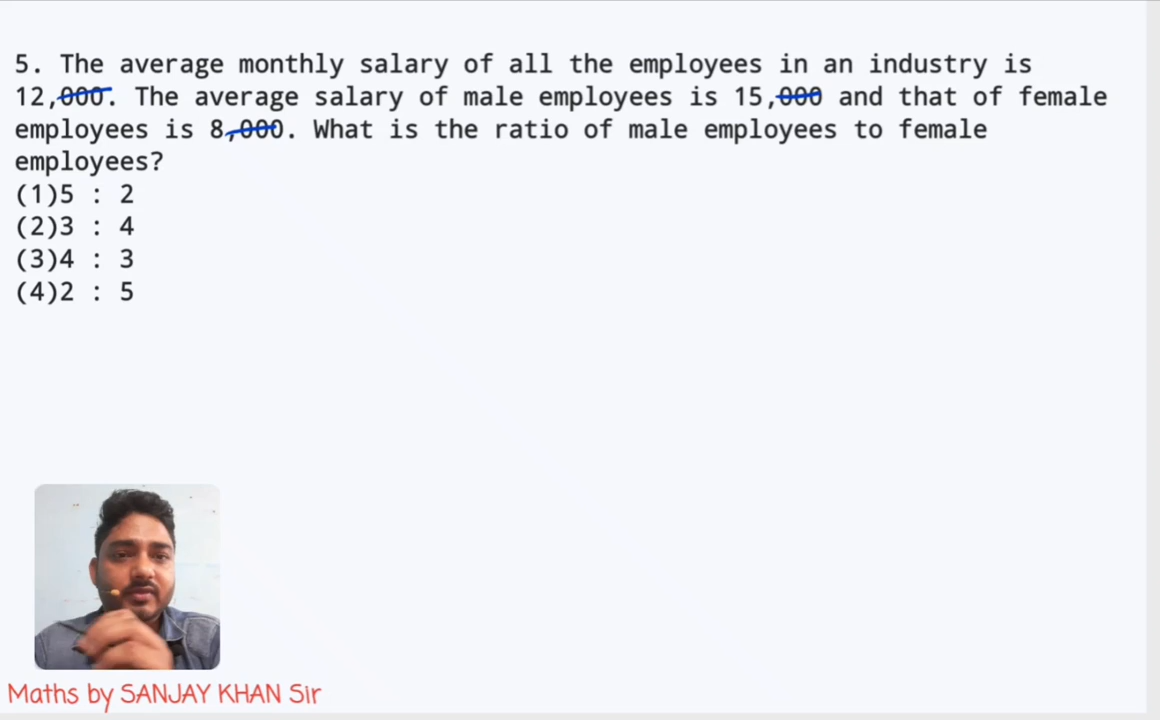 5. The average monthly salary of all the employees in an industry is
12,000. The average salary of male employees is 15,000 and that of female
employees is 8,000. What is the ratio of male employees to female
employees?
(1)5 : 2
(2)3 : 4
(3)4 : 3
(4)2 : 5
Maths by SANJAY KHAN Sir